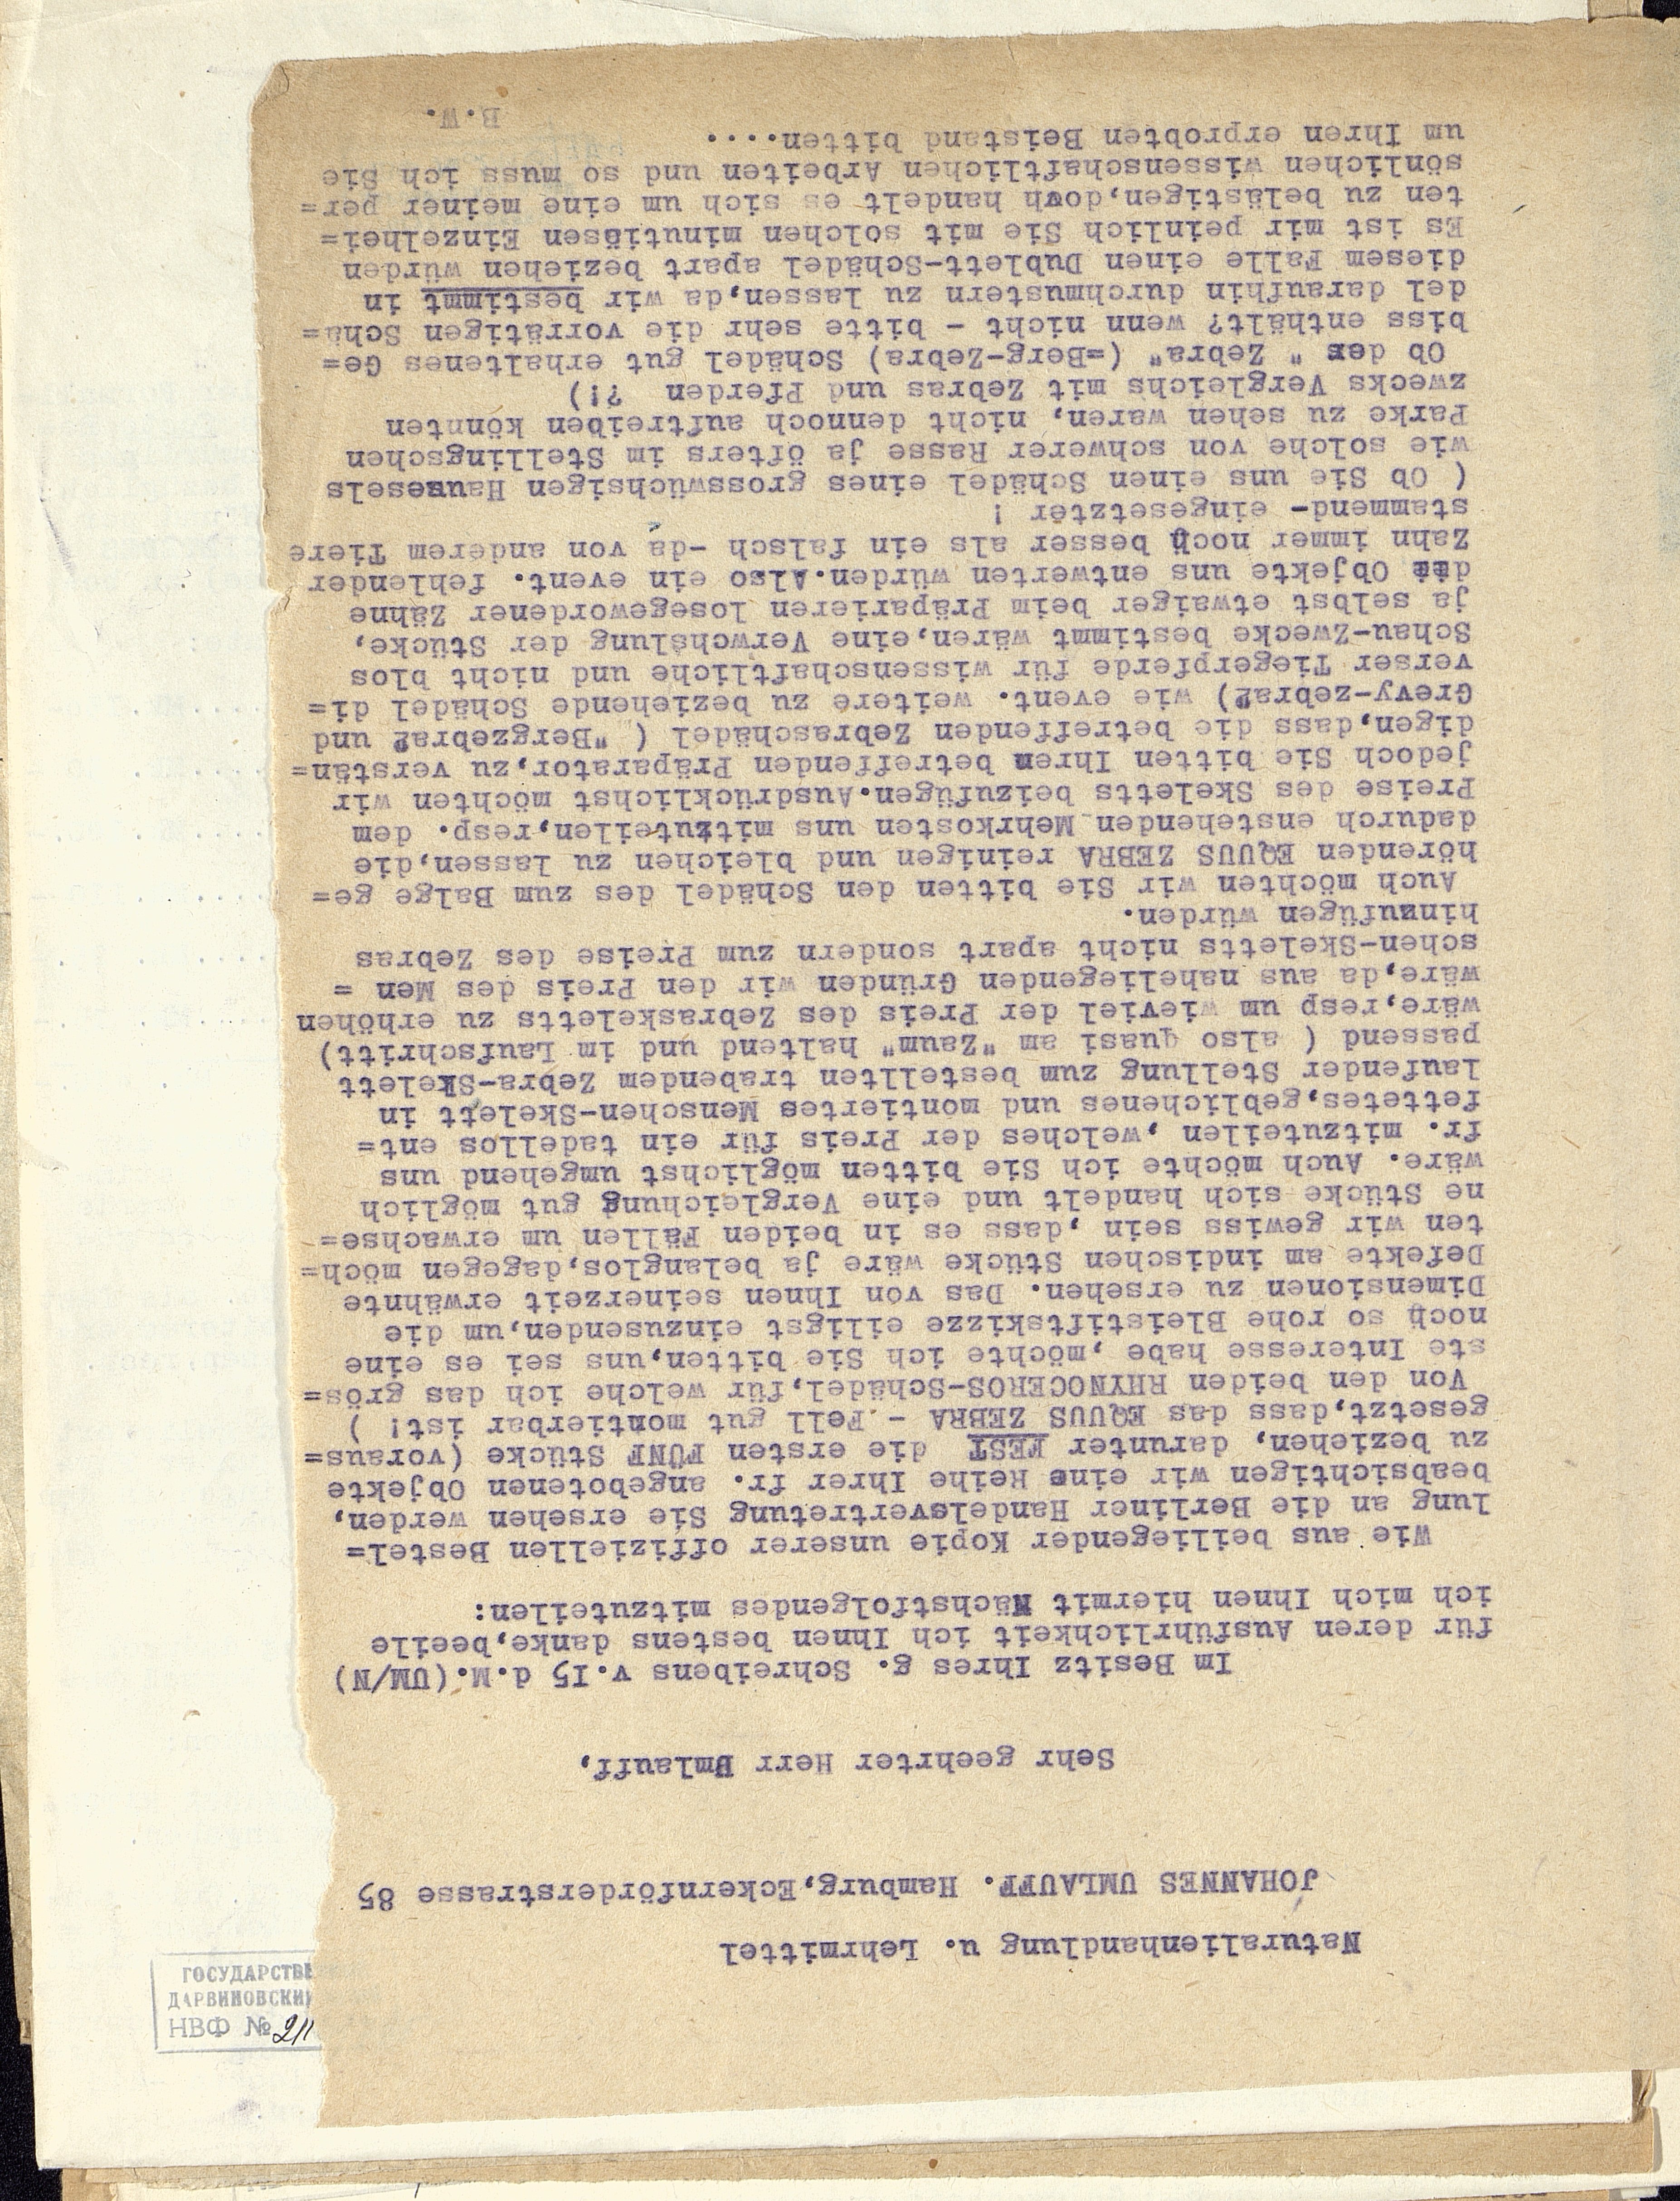 Naturalienhandlung u. Lehrmittel
JOHANNES UMLAUFF. Hamburg,Eckernförderstrasse 85
Sehr geehrter Herr Umlauff,
Im Besitz Ihres g. Schreibens v.I5 d.M.(UM/N)
für deren Ausführlichkeit ich Ihnen bestens danke,beeile
ich mich Ihnen hiermit Nächstfolgendes mitzuteilen:
Wie aus beiliegender Kopie unserer offiziellen Bestel=
lung an die Berliner Handelsvertretung Sie ersehen werden,
beabsichtigen wir eine Reihe Ihrer fr. angebotenen Objekte
zu beziehen, darunter FEST die ersten FÜNF Stücke (voraus=
gesetzt,dass das EQUUS ZEBRA - Fell gut montierbar ist! )
Von den beiden RHYNOCEROS-Schädel,für welche ich das grös=
ste Interesse habe ,möchte ich Sie bitten,uns sei es eine
noch so rohe Bleistiftskizze eiligst einzusenden,um die
Dimensionen zu ersehen. Das von Ihnen seinerzeit erwähnte
Defekte am indischen Stücke wäre ja belanglos,dagegen möch=
ten wir gewiss sein ,dass es in beiden Fällen um erwachse=
ne Stücke sich handelt und eine Vergleichung gut möglich
wäre. Auch möchte ich Sie bitten möglichst umgehend uns
fr. mitzuteilen ,welches der Preis für ein tadellos ent=
fettetes,geblichenes und montiertes Menschen-Skelett in
laufender Stellung zum bestellten trabendem Zebra-Skelett
passend ( also quasi am "Zaum" haltend und im Laufschritt)
wäre,resp um wieviel der Preis des Zebraskeletts zu erhöhen
wäre,da aus naheliegenden Gründen wir den Preis des Men =
schen-Skeletts nicht apart sondern zum Preise des Zebras
hinzufügen würden.
Auch möchten wir Sie bitten den Schädel des zum Balge ge=
hörenden EQUUS ZEBRA reinigen und bleichen zu lassen,die
dadurch enstehenden Mehrkosten uns mitzuteilen,resp. dem
Preise des Skeletts beizufügen.Ausdrücklichst möchten wir
jedoch Sie bitten Ihren betreffenden Präparator,zu verstän=
digen,dass die betreffenden Zebraschädel ( "Bergzebra" und
Grevy-zebra") wie event. weitere zu beziehende Schädel di=
verser Tiegerpferde für wissenschaftliche und nicht blos
Schau-Zwecke bestimmt wären,eine Verwchslung der Stücke,
ja selbst etwaiger beim Präparieren losegewordener Zähne
die Objekte uns entwerten würden.Also ein event. fehlender
Zahn immer noch besser als ein falsch -da von anderem Tiere
stammend- eingesetzter !
( Ob Sie uns einen Schädel eines grosswüchsigen Hausesels
wie solche von schwerer Rasse ja öfters im Stellingschen
Parke zu sehen waren, nicht dennoch auftreiben könnten
zwecks Vergleichs mit Zebras und Pferden ?!)
Ob der " Zebra" (=Berg-Zebra) Schädel gut erhaltenes Ge=
biss enthält? wenn nicht - bitte sehr die vorrätigen Schä=
del daraufhin durchmustern zu lassen,da wir bestimmt in
diesem Falle einen Dublett-Schädel apart beziehen würden
Es ist mir peinlich Sie mit solchen minutiösen Einzelhei=
ten zu belästigen,doch handelt es sich um eine meiner per=
sönlichen wissenschaftlichen Arbeiten und so muss ich Sie
um Ihren erprobten Beistand bitten....
B.W.
ГОСУДАРСТВЕ
ДАРВИНОВСКИ
НВФ № 211